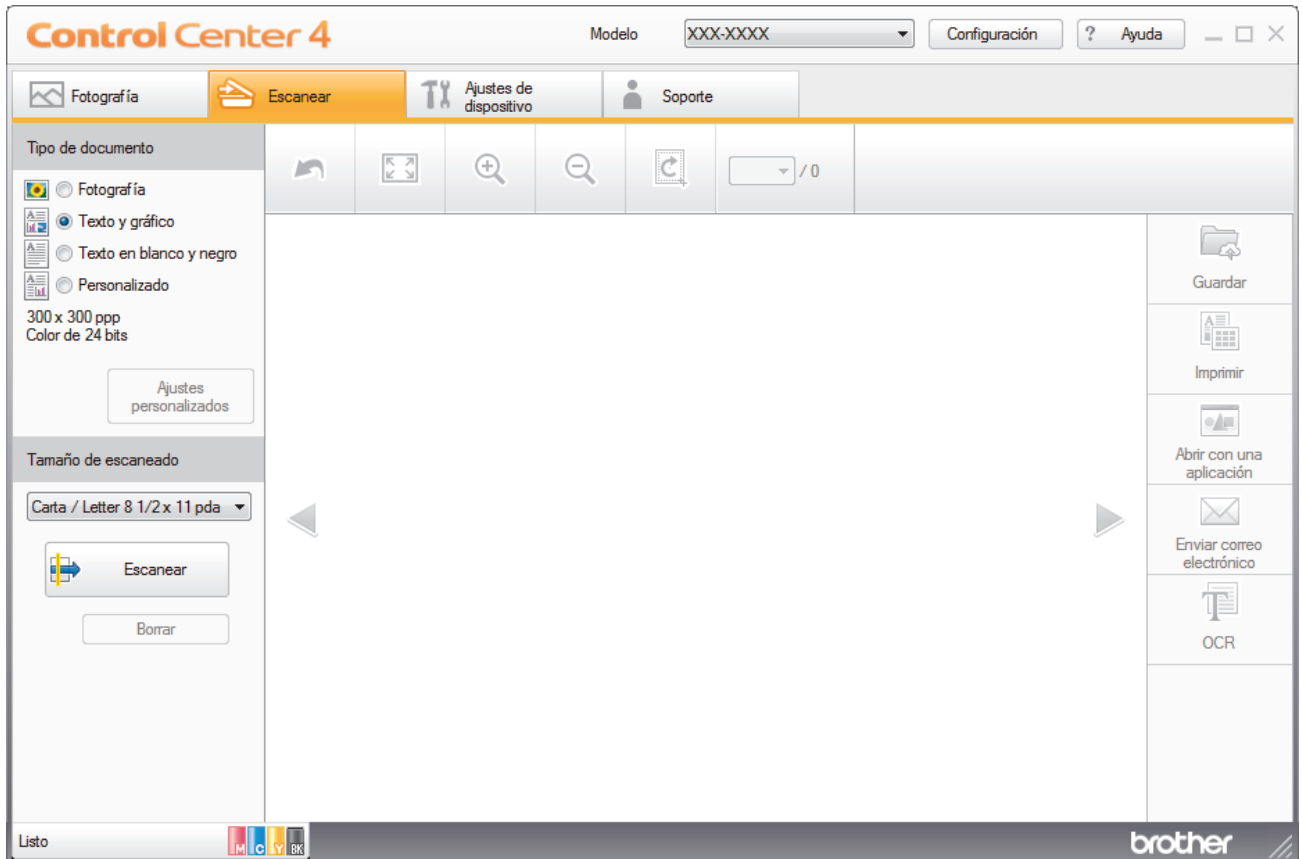 Control Center 4
Modelo
XXX-XXXX
Configuración
? Ayuda
Fotografía
Escanear
Ajustes de
dispositivo
Soporte
Tipo de documento
Fotografía
Texto y gráfico
Texto en blanco y negro
Personalizado
300 x 300 ppp
Color de 24 bits
Ajustes
personalizados
Tamaño de escaneado
Carta / Letter 8 1/2 x 11 pda
Escanear
Borrar
/ 0
Guardar
Imprimir
Abrir con una
aplicación
Enviar correo
electrónico
OCR
Listo
M C Y BK
brother